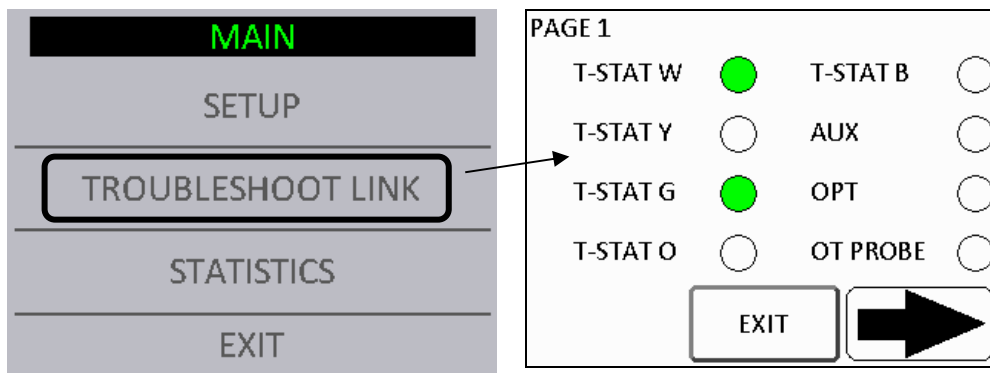 MAIN
SETUP
TROUBLESHOOT LINK
STATISTICS
EXIT
PAGE 1
T-STAT W T-STAT B
T-STAT Y AUX
T-STAT G OPT
T-STAT O OT PROBE
EXIT